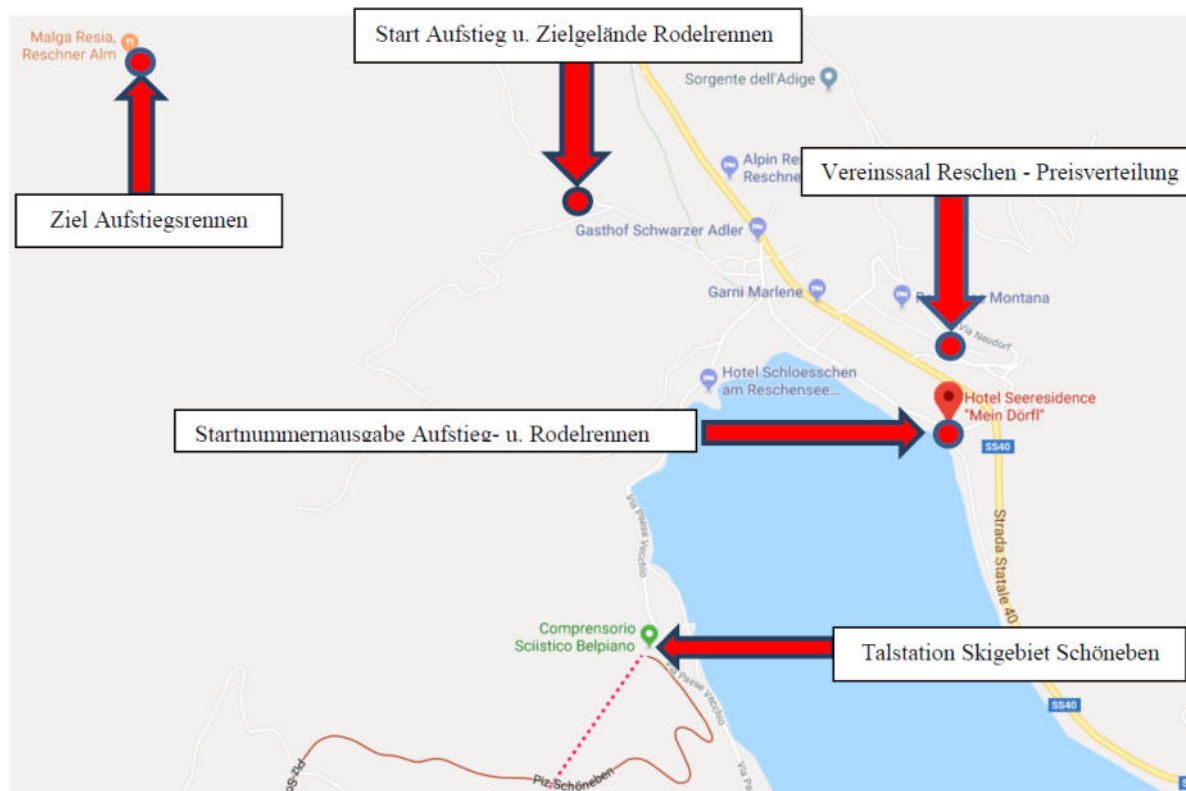 Start Aufstieg u. Zielgelände Rodelrennen
Malga Resia,
Reschner Alm
Sorgente dell'Adige
Alpin Re
Reschne
Vereinssaal Reschen - Preisverteilung
Ziel Aufstiegsrennen
Gasthof Schwarzer Adler
Garni Marlene
Montana
Via Neudorf
Hotel Schloesschen
am Reschensee...
Hotel Seeresidence
"Mein Dörfl"
Startnummernausgabe Aufstieg- u. Rodelrennen
SS40
Via Paese Vecchio
Strada Statale 40
Comprensorio
Sciistico Belpiano
Talstation Skigebiet Schöneben
Via Paese Vecchio
SS40
Piz-Schöneben
Piz-Sc
Via P